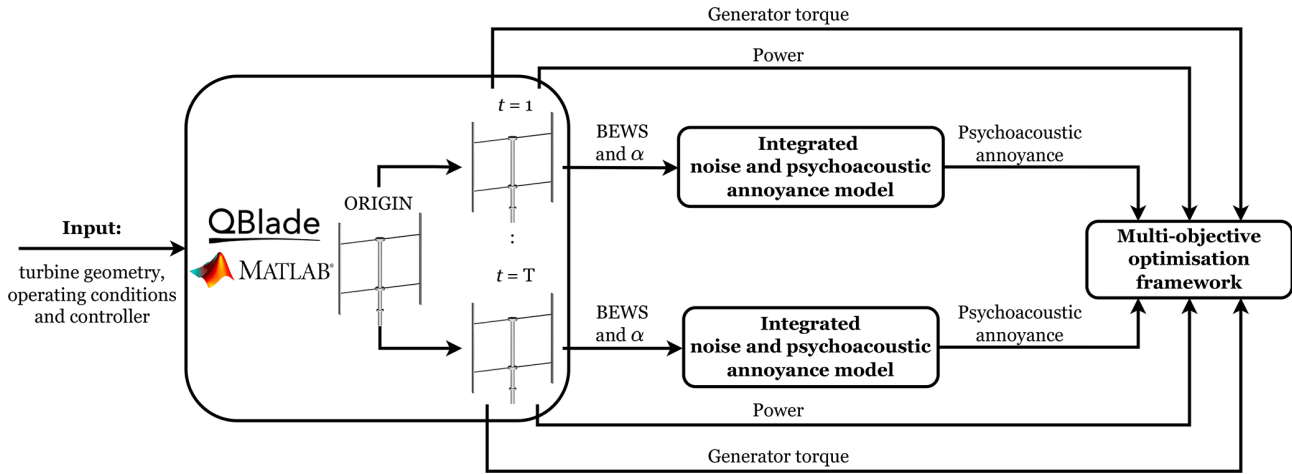 Generator torque
Power
t = 1
BEWS
and α
Integrated
noise and psychoacoustic
annoyance model
Psychoacoustic
annoyance
ORIGIN
Input:
QBlade
MATLAB®
turbine geometry,
operating conditions
and controller
:
Multi-objective
optimisation
framework
t = T
BEWS
and α
Integrated
noise and psychoacoustic
annoyance model
Psychoacoustic
annoyance
Power
Generator torque